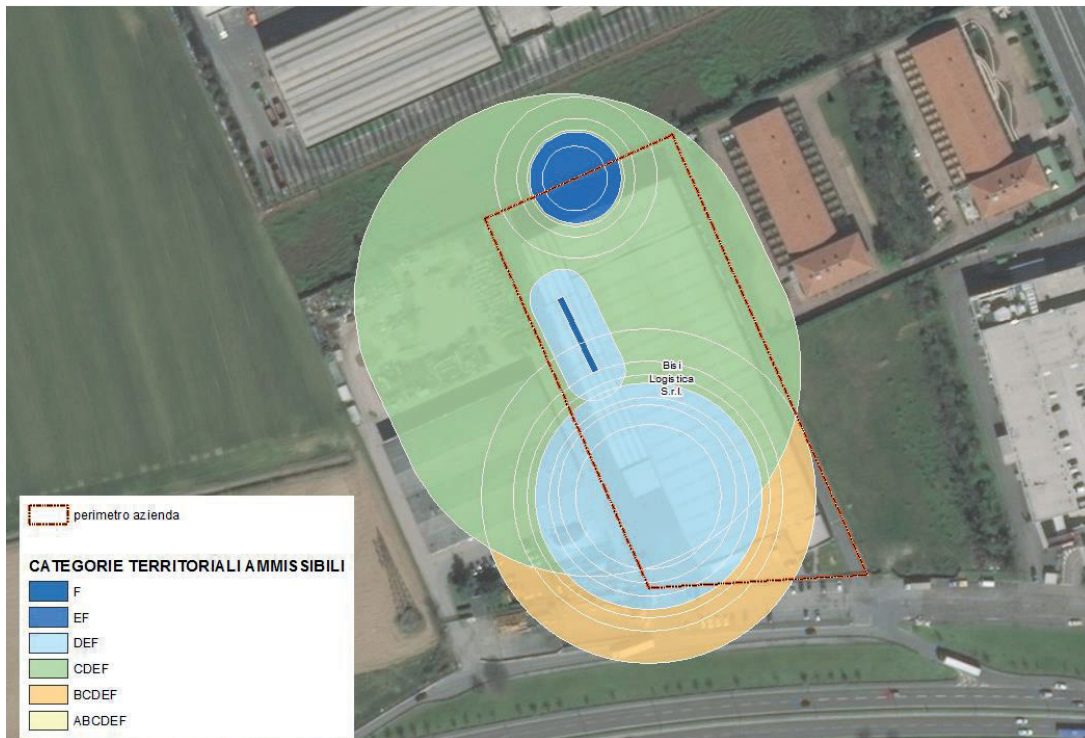 Bisi
Logistica
S.r.l.
perimetro azienda
CATEGORIE TERRITORIALI AMMISSIBILI
F
EF
DEF
CDEF
BCDEF
ABCDEF